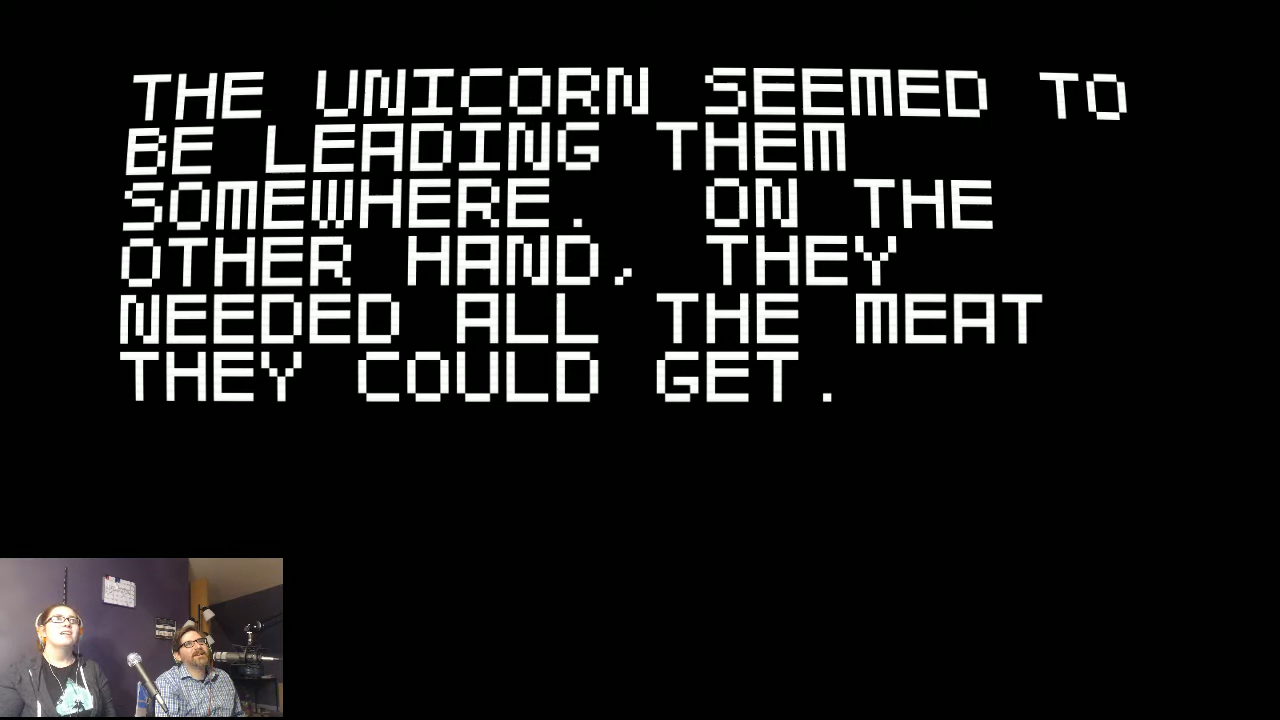 THE UNICORN SEEMED TO
BE LEADING THEM
SOMEWHERE. ON THE
OTHER HAND, THEY
NEEDED ALL THE MEAT
THEY COULD GET.